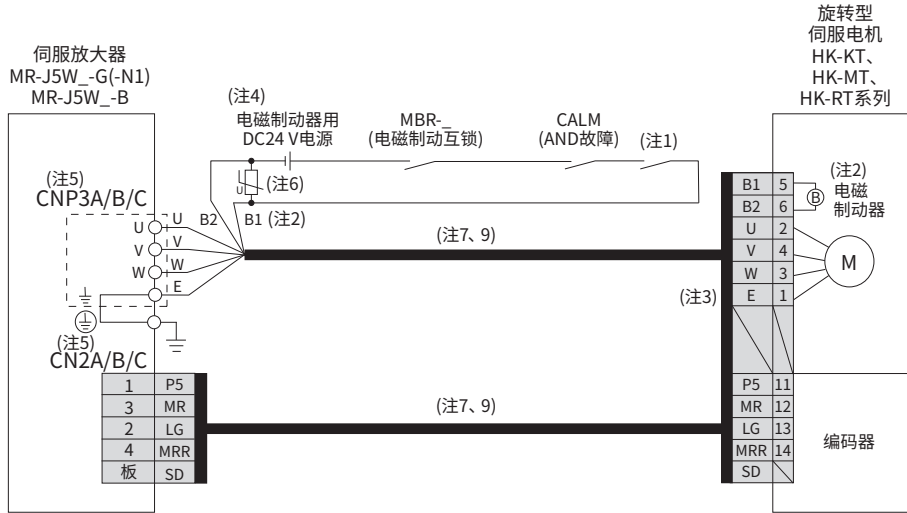 伺服放大器
MR-J5W_-G(-N1)
MR-J5W_-B
旋转型
伺服电机
HK-KT、
HK-MT、
HK-RT系列
(注4)
电磁制动器用
DC24 V电源
MBR-_
(电磁制动互锁)
CALM
(AND故障)
(注1)
(注5)
CNP3A/B/C
U
(注6)
U U B2 B1 (注2)
V V
W W
E
(注7、9)
(注3)
B1 5
B2 6
U 2
V 4
W 3
E 1
(注2)
电磁
制动器
B
M
(注5)
CN2A/B/C
1 P5
3 MR
2 LG
4 MRR
板 SD
(注7、9)
P5 11
MR 12
LG 13
MRR 14
SD
编码器